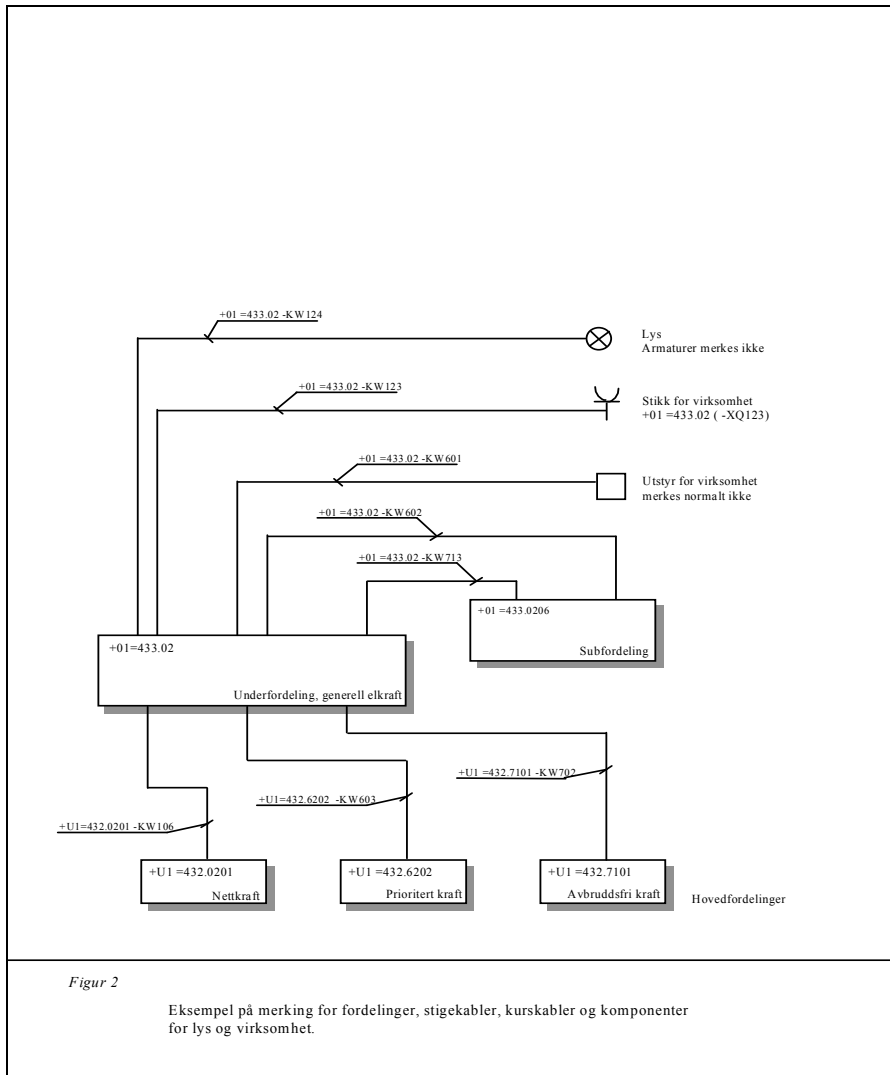 +01 =433.02 -KW124
Lys
Armaturer merkes ikke
+01 =433.02 -KW123
Stikk for virksomhet
+01 =433.02 ( -XQ123)
+01 =433.02 -KW601
Utstyr for virksomhet
merkes normalt ikke
+01 =433.02 -KW602
+01 =433.02 -KW713
+01 =433.0206
Subfordeling
+01=433.02
Underfordeling, generell elkraft
+U1 =432.7101 -KW702
+U1=432.6202 -KW603
+U1=432.0201 -KW106
+U1 =432.0201
Nettkraft
+U1 =432.6202
Prioritert kraft
+U1 =432.7101
Avbruddsfri kraft
Hovedfordelinger
Figur 2
Eksempel på merking for fordelinger, stigekabler, kurskabler og komponenter
for lys og virksomhet.